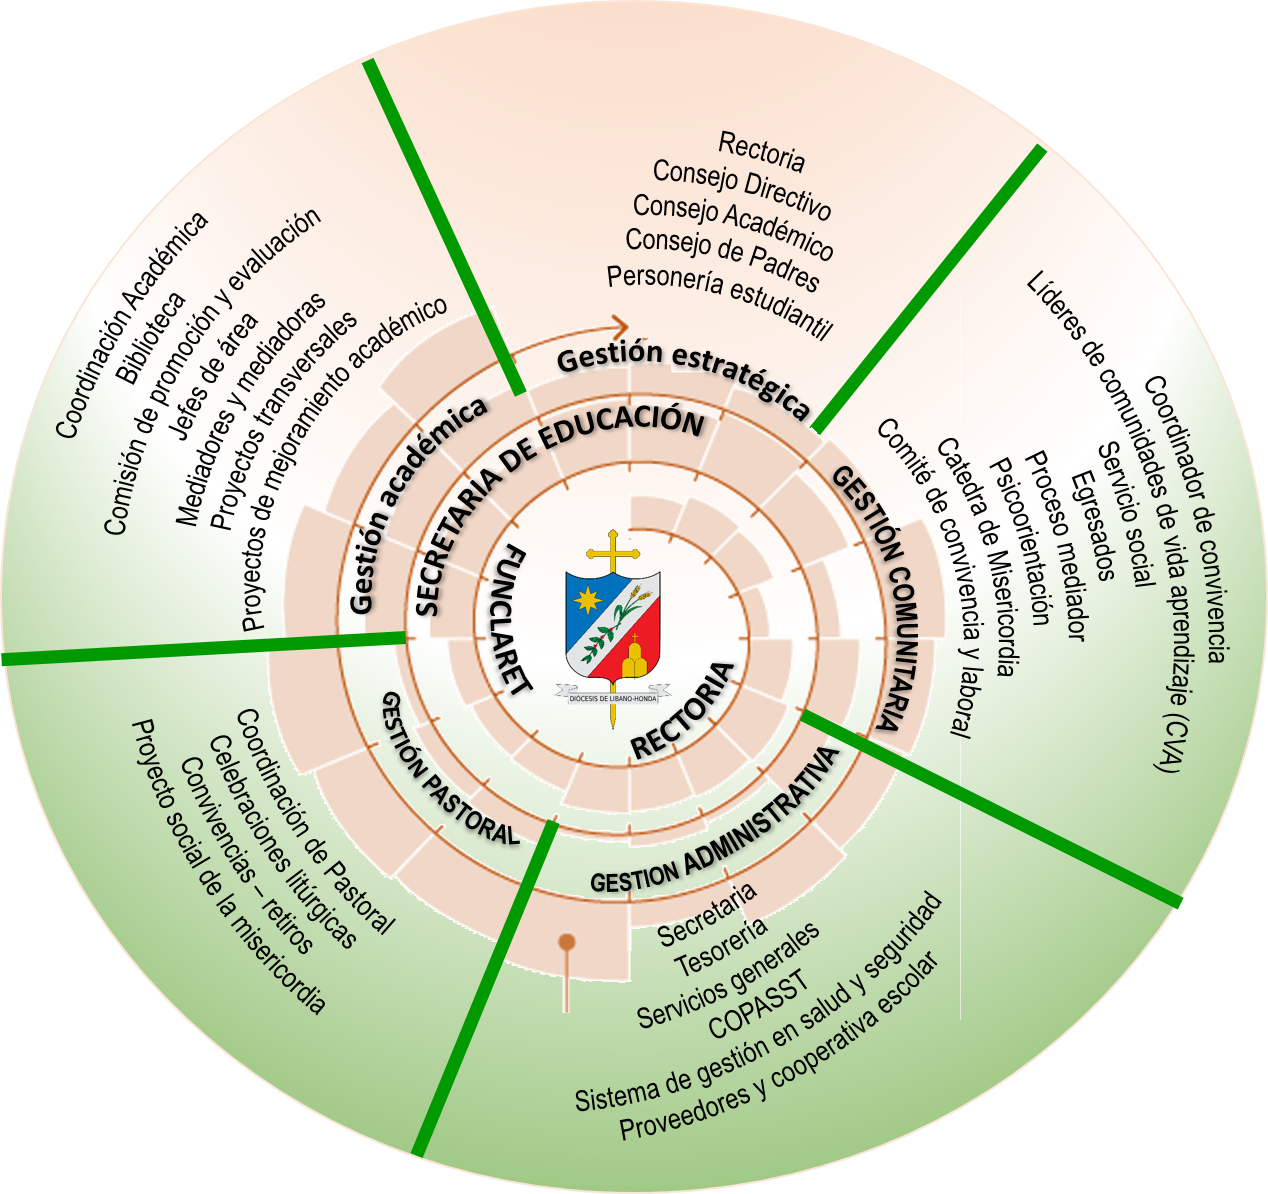 Rectoria
Consejo Directivo
Consejo Académico
Consejo de Padres
Personería estudiantil
Gestión estratégica
Líderes de comunidades de vida aprendizaje (CVA)
Coordinador de convivencia
Servicio social
Egresados
Proceso mediador
Psicoorientación
Catedra de Misericordia
Comité de convivencia y laboral
GESTIÓN COMUNITARIA
Coordinación Académica
Biblioteca
Comisión de promoción y evaluación
Jefes de área
Mediadores y mediadoras
Proyectos transversales
Proyectos de mejoramiento académico
Gestión académica
SECRETARIA DE EDUCACIÓN
FUNCLARET
RECTORIA
DIÓCESIS DE LIBANO-HONDA
GESTIÓN PASTORAL
Coordinación de Pastoral
Celebraciones litúrgicas
Convivencias – retiros
Proyecto social de la misericordia
GESTION ADMINISTRATIVA
Secretaria
Tesorería
Servicios generales
COPASST
Sistema de gestión en salud y seguridad
Proveedores y cooperativa escolar